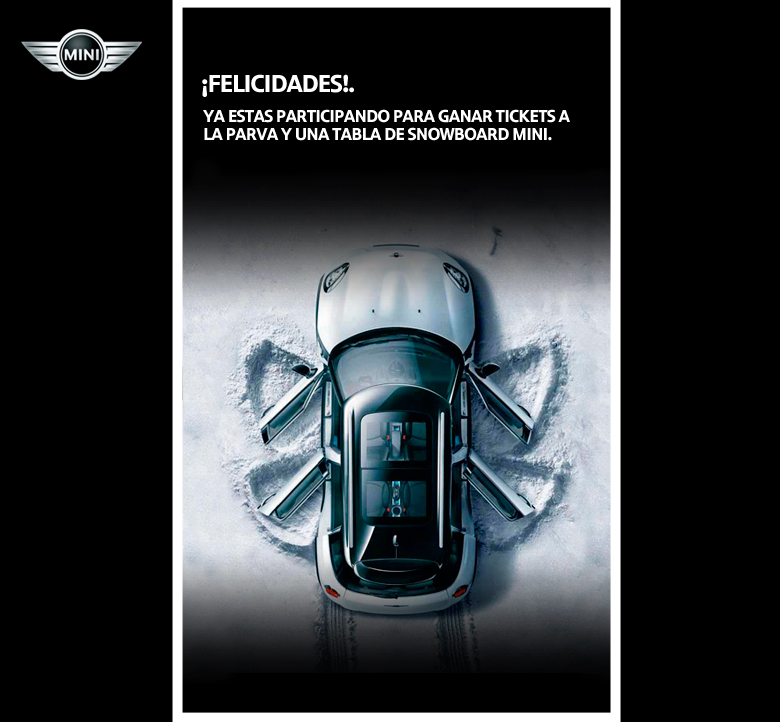 MINI
¡FELICIDADES!.
YA ESTAS PARTICIPANDO PARA GANAR TICKETS A
LA PARVA Y UNA TABLA DE SNOWBOARD MINI.